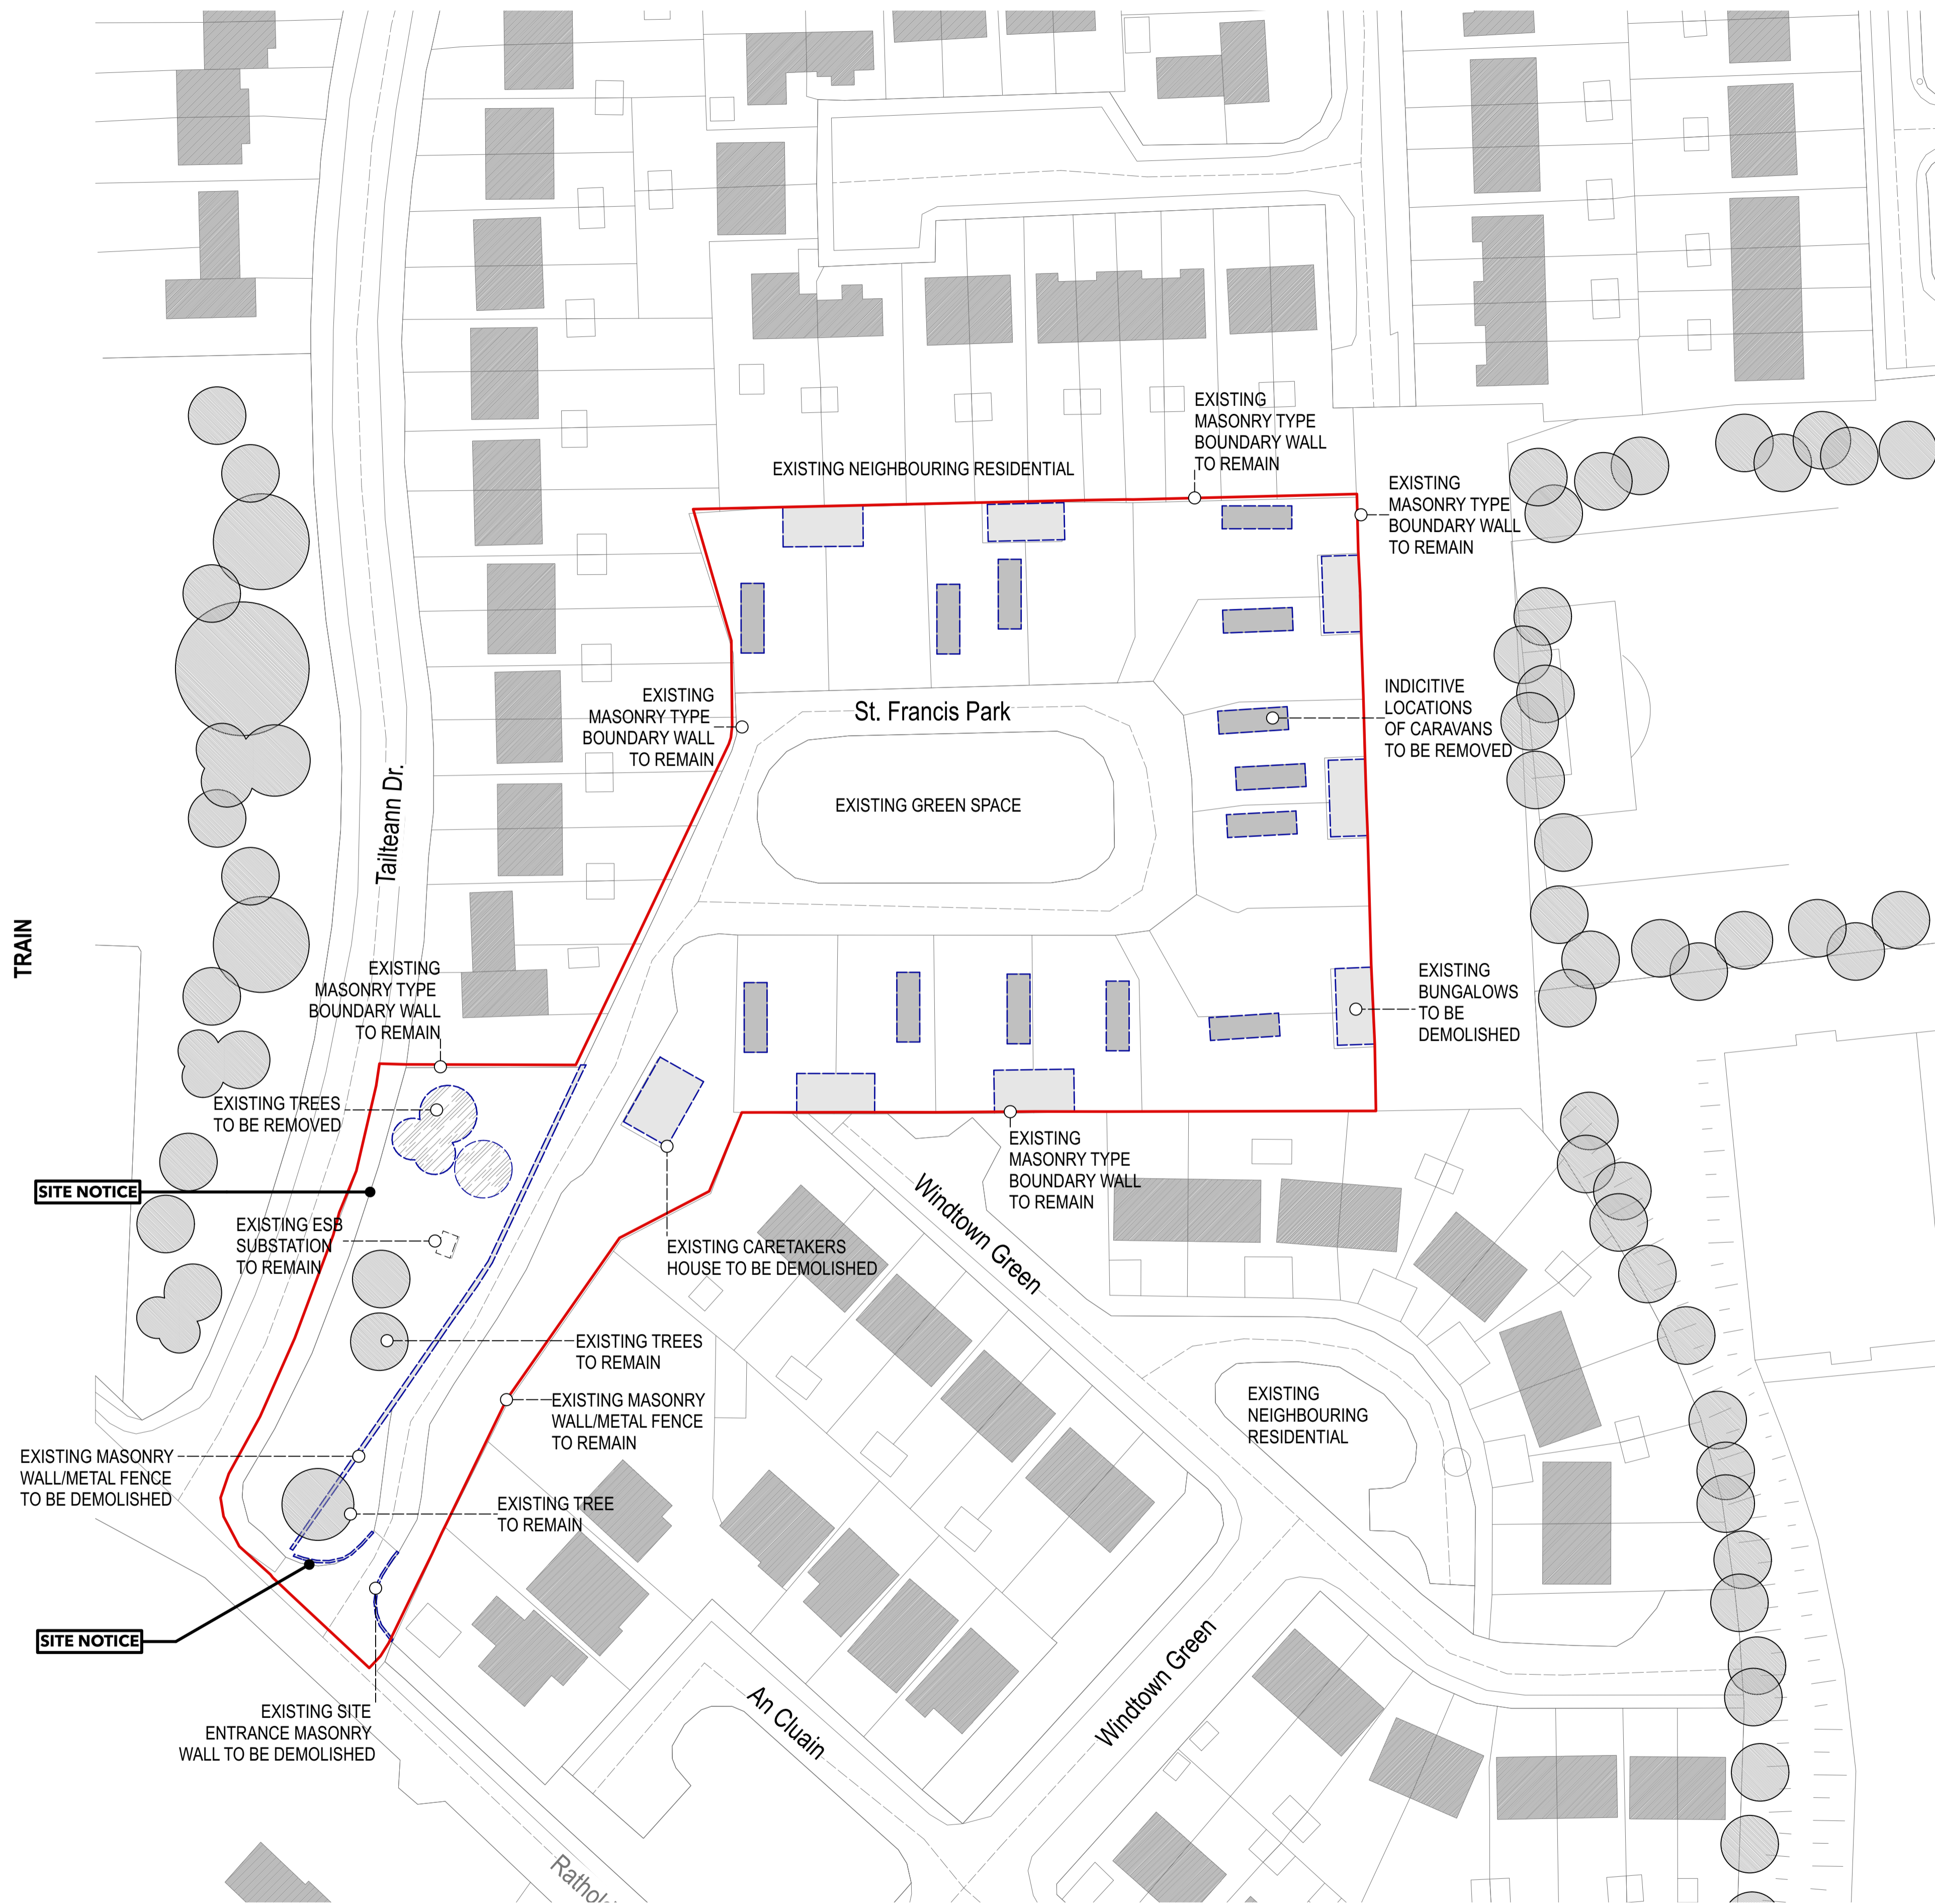 EXISTING
MASONRY TYPE
BOUNDARY WALL
TO REMAIN
EXISTING NEIGHBOURING RESIDENTIAL
EXISTING
MASONRY TYPE
BOUNDARY WALL
TO REMAIN
EXISTING
MASONRY TYPE
BOUNDARY WALL
TO REMAIN
St. Francis Park
INDICITIVE
LOCATIONS
OF CARAVANS
TO BE REMOVED
EXISTING GREEN SPACE
Tailteann Dr.
TRAIN
EXISTING
MASONRY TYPE
BOUNDARY WALL
TO REMAIN
EXISTING
BUNGALOWS
TO BE
DEMOLISHED
EXISTING TREES
TO BE REMOVED
EXISTING
MASONRY TYPE
BOUNDARY WALL
TO REMAIN
SITE NOTICE
EXISTING ESB
SUBSTATION
TO REMAIN
EXISTING CARETAKERS
HOUSE TO BE DEMOLISHED
Windtown Green
EXISTING TREES
TO REMAIN
EXISTING MASONRY
WALL/METAL FENCE
TO REMAIN
EXISTING
NEIGHBOURING
RESIDENTIAL
EXISTING MASONRY
WALL/METAL FENCE
TO BE DEMOLISHED
EXISTING TREE
TO REMAIN
SITE NOTICE
Windtown Green
EXISTING SITE
ENTRANCE MASONRY
WALL TO BE DEMOLISHED
An Cluain